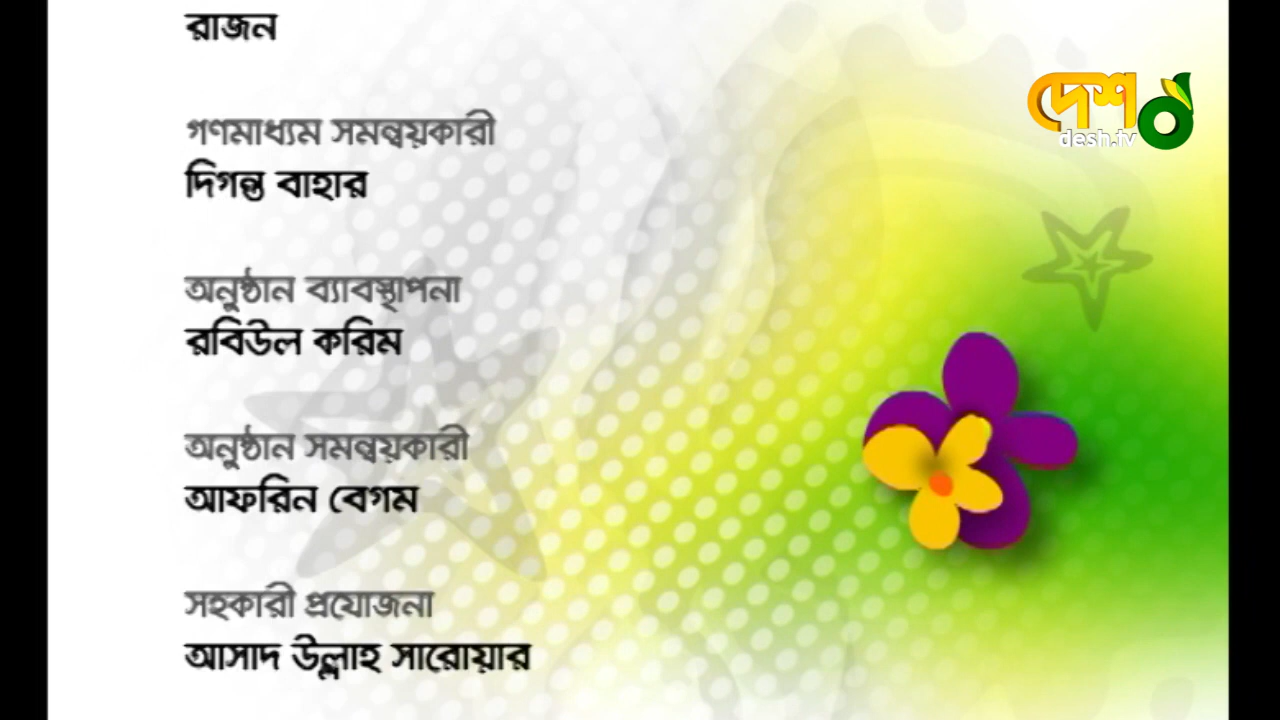 রাজন
গণমাধ্যম সমন্বয়কারী
দিগন্ত বাহার
অনুষ্ঠান ব্যাবস্থাপনা
রবিউল করিম
অনুষ্ঠান সমন্বয়কারী
আফরিন বেগম
সহকারী প্রযোজনা
আসাদ উল্লাহ সারোয়ার
দেশ
desh.tv